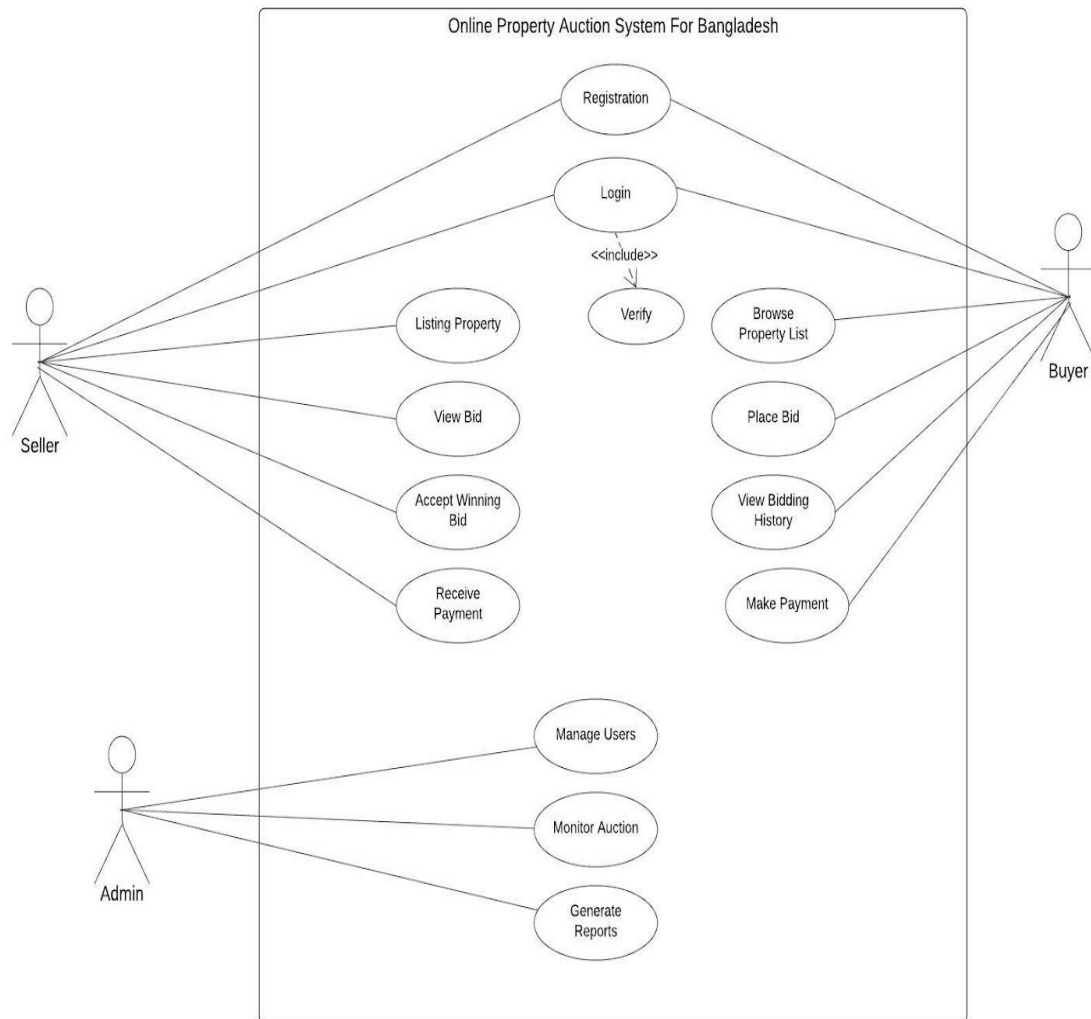 Online Property Auction System For Bangladesh
Registration
Login
<<include>>
Verify
Listing Property
Browse
Property List
Buyer
View Bid
Place Bid
Seller
Accept Winning
Bid
View Bidding
History
Receive
Payment
Make Payment
Manage Users
Monitor Auction
Admin
Generate
Reports